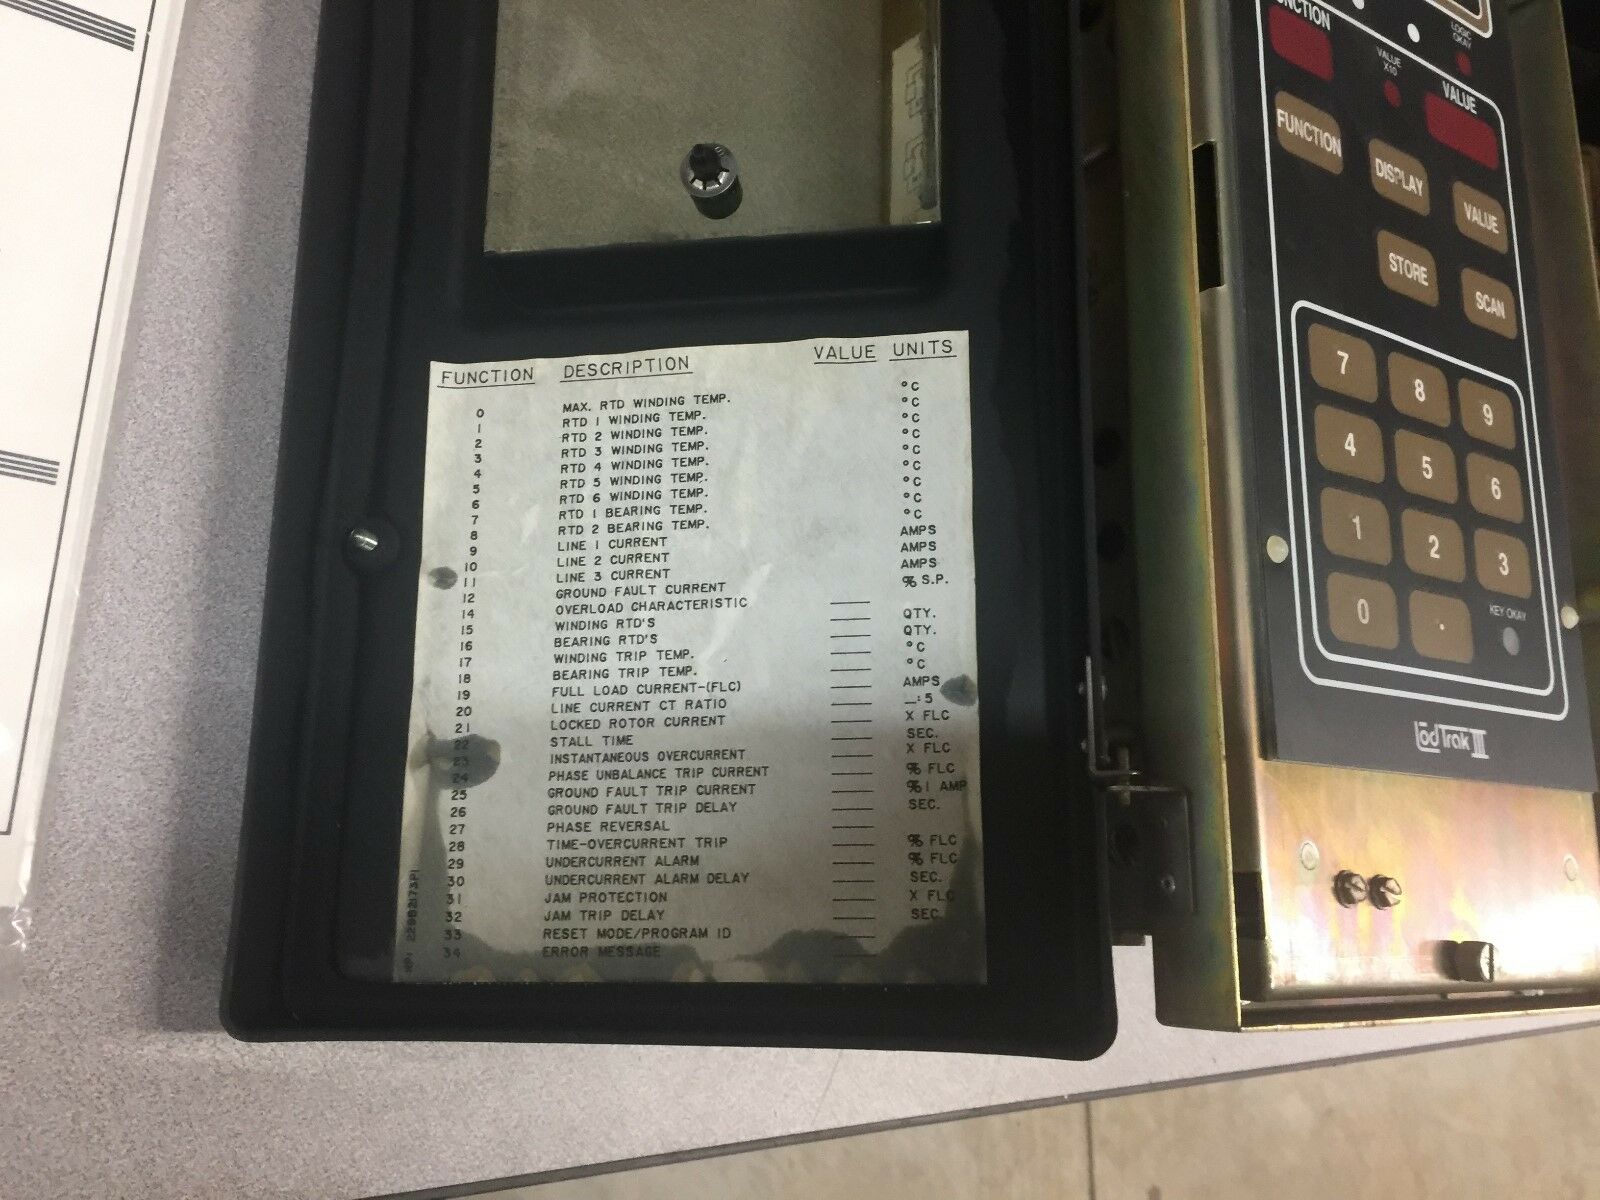 FUNCTION DESCRIPTION VALUE UNITS
0 MAX. RTD WINDING TEMP. °C
1 RTD 1 WINDING TEMP. °C
2 RTD 2 WINDING TEMP. °C
3 RTD 3 WINDING TEMP. °C
4 RTD 4 WINDING TEMP. °C
5 RTD 5 WINDING TEMP. °C
6 RTD 6 WINDING TEMP. °C
7 RTD 1 BEARING TEMP. °C
8 RTD 2 BEARING TEMP. °C
9 LINE 1 CURRENT AMPS
10 LINE 2 CURRENT AMPS
11 LINE 3 CURRENT AMPS
12 GROUND FAULT CURRENT % S.P.
14 OVERLOAD CHARACTERISTIC
15 WINDING RTD'S QTY.
16 BEARING RTD'S QTY.
17 WINDING TRIP TEMP. °C
18 BEARING TRIP TEMP. °C
19 FULL LOAD CURRENT-(FLC) AMPS
20 LINE CURRENT CT RATIO _:5
21 LOCKED ROTOR CURRENT X FLC
22 STALL TIME SEC.
23 INSTANTANEOUS OVERCURRENT X FLC
24 PHASE UNBALANCE TRIP CURRENT % FLC
25 GROUND FAULT TRIP CURRENT % 1 AMP
26 GROUND FAULT TRIP DELAY SEC.
27 PHASE REVERSAL
28 TIME-OVERCURRENT TRIP % FLC
29 UNDERCURRENT ALARM % FLC
30 UNDERCURRENT ALARM DELAY SEC.
31 JAM PROTECTION X FLC
32 JAM TRIP DELAY SEC.
33 RESET MODE/PROGRAM ID
34 ERROR MESSAGE
FUNCTION
VALUE
X10
LOGIC
OKAY
VALUE
FUNCTION
DISPLAY
VALUE
STORE
SCAN
7 8 9
4 5 6
1 2 3
0 .
KEY OKAY
LodTrak III